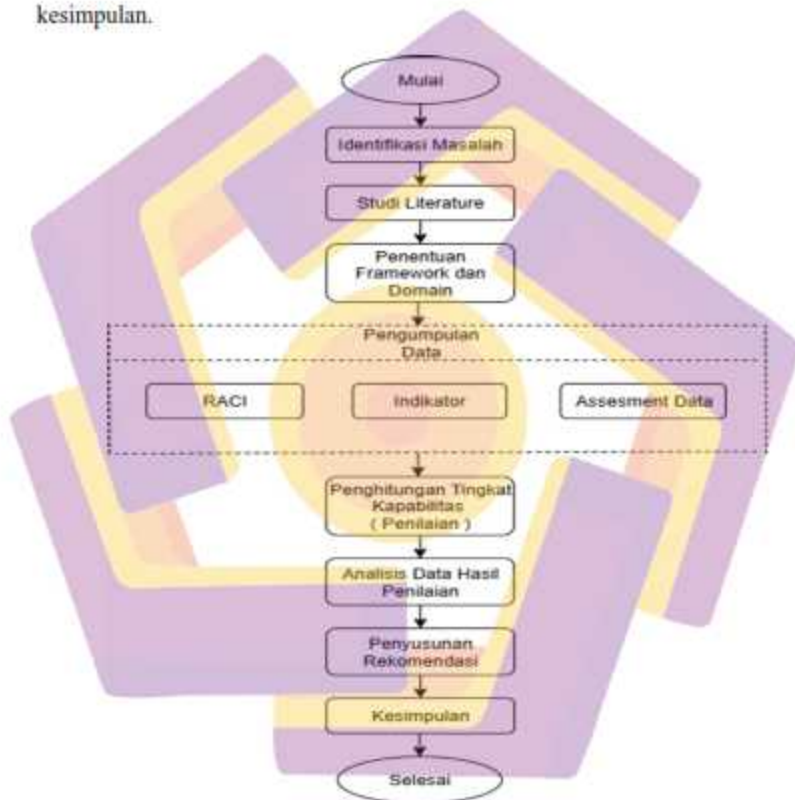 kesimpulan.
Mulai
Identifikasi Masalah
Studi Literature
Penentuan
Framework dan
Domain
Pengumpulan
Data
RACI
Indikator
Assesment Data
Penghitungan Tingkat
Kapabilitas
( Penilaian )
Analisis Data Hasil
Penilaian
Penyusunan
Rekomendasi
Kesimpulan
Selesai